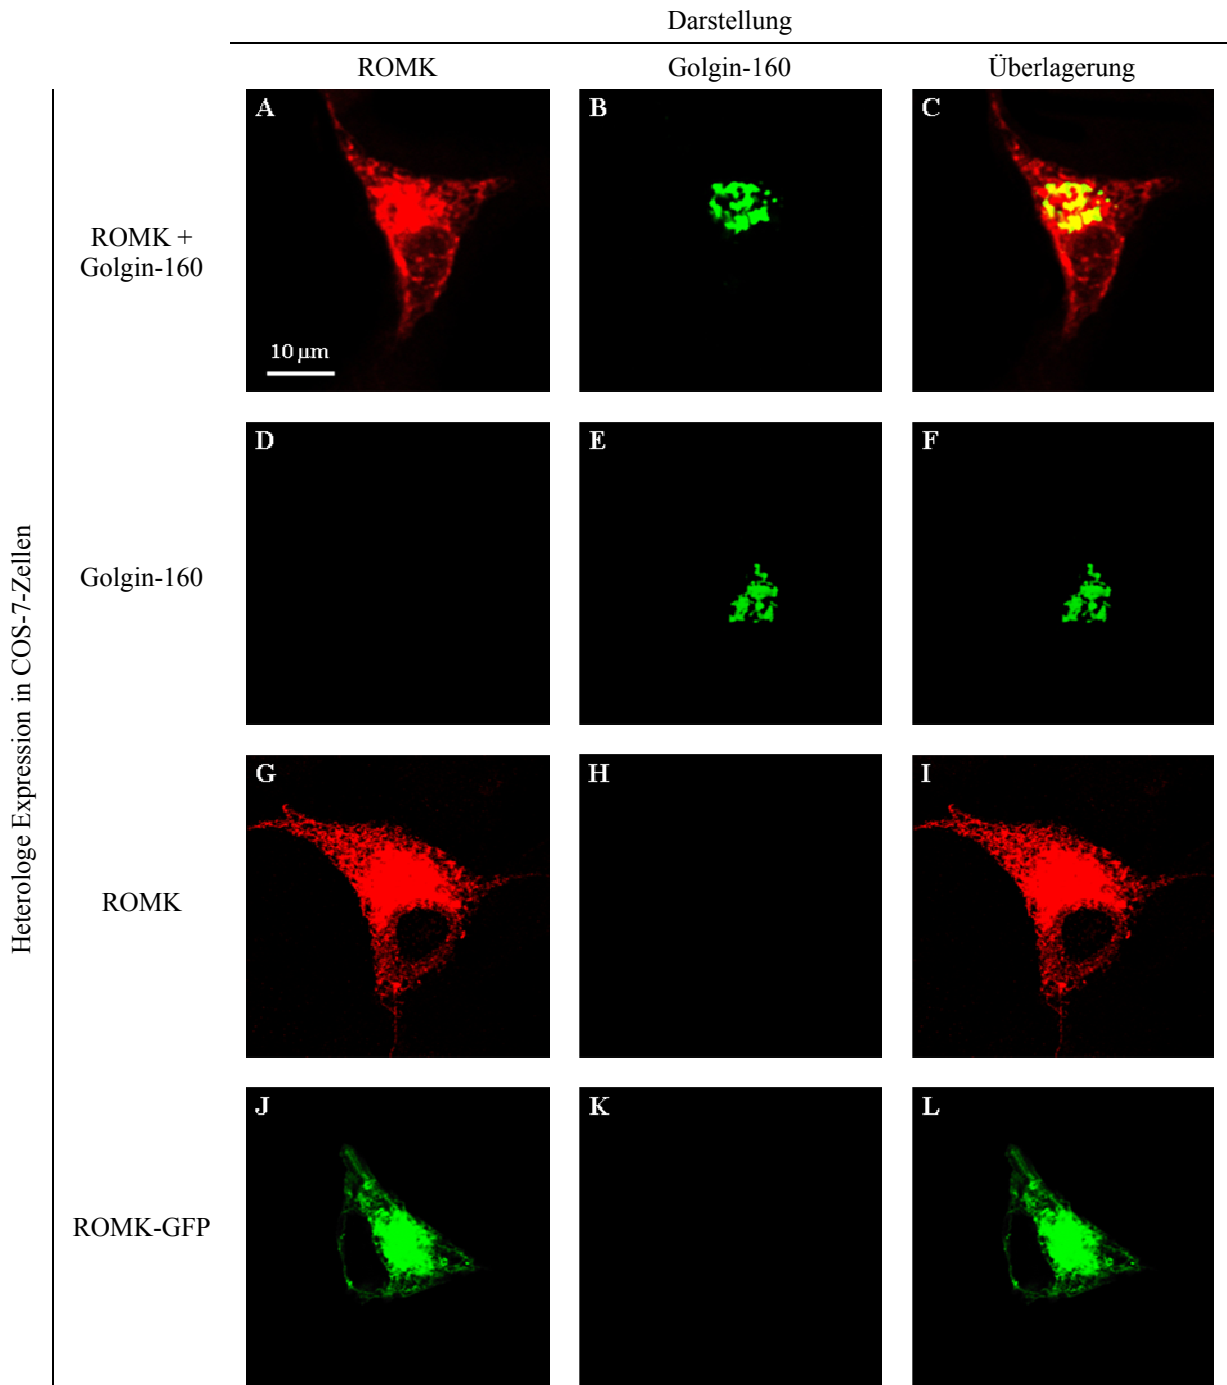 Darstellung
ROMK
Golgin-160
Überlagerung
Heterologe Expression in COS-7-Zellen
ROMK +
Golgin-160
A
B
C
10 µm
Golgin-160
D
E
F
ROMK
G
H
I
ROMK-GFP
J
K
L